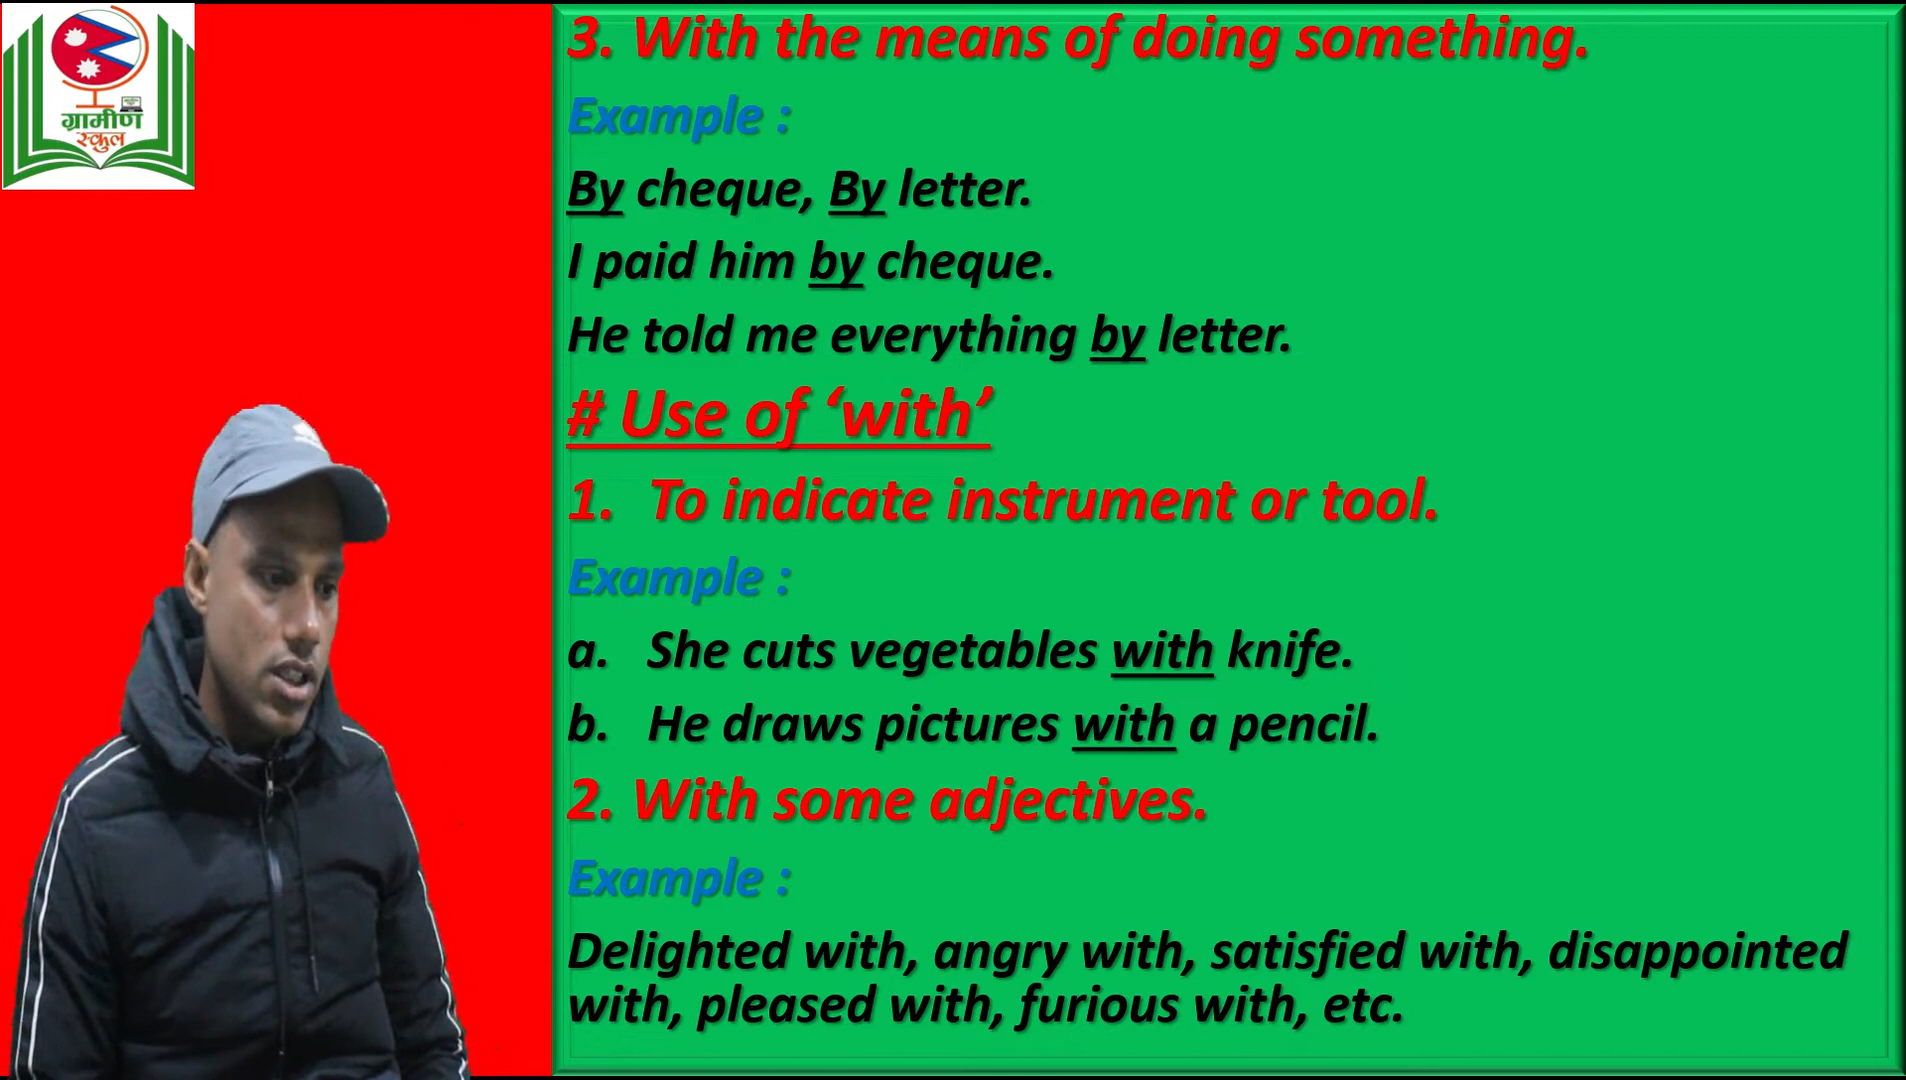 ग्रामीण
स्कुल
3. With the means of doing something.
Example :
By cheque, By letter.
I paid him by cheque.
He told me everything by letter.
# Use of ‘with’
1. To indicate instrument or tool.
Example :
a. She cuts vegetables with knife.
b. He draws pictures with a pencil.
2. With some adjectives.
Example :
Delighted with, angry with, satisfied with, disappointed
with, pleased with, furious with, etc.